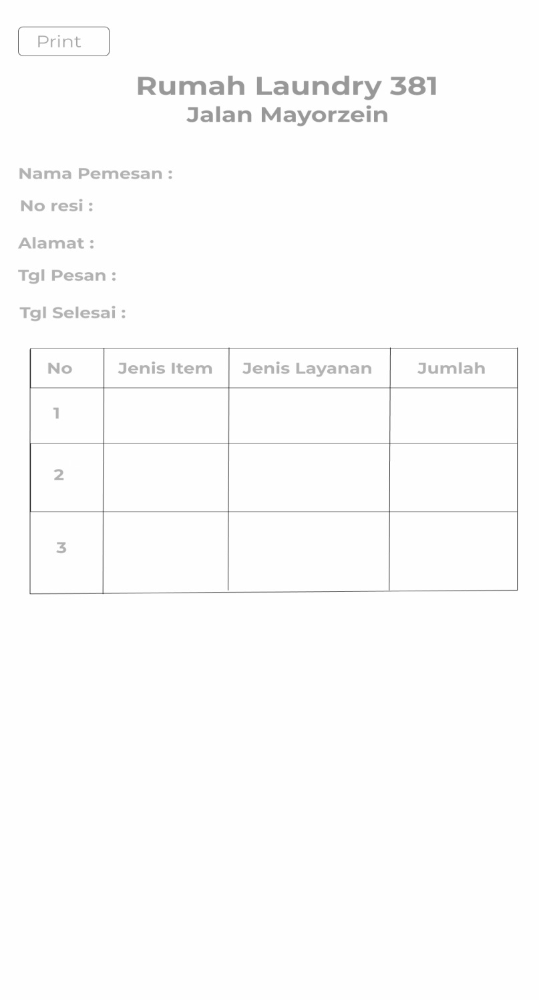 Print
Rumah Laundry 381
Jalan Mayorzein
Nama Pemesan :
No resi :
Alamat :
Tgl Pesan :
Tgl Selesai :
No Jenis Item Jenis Layanan Jumlah
1
2
3